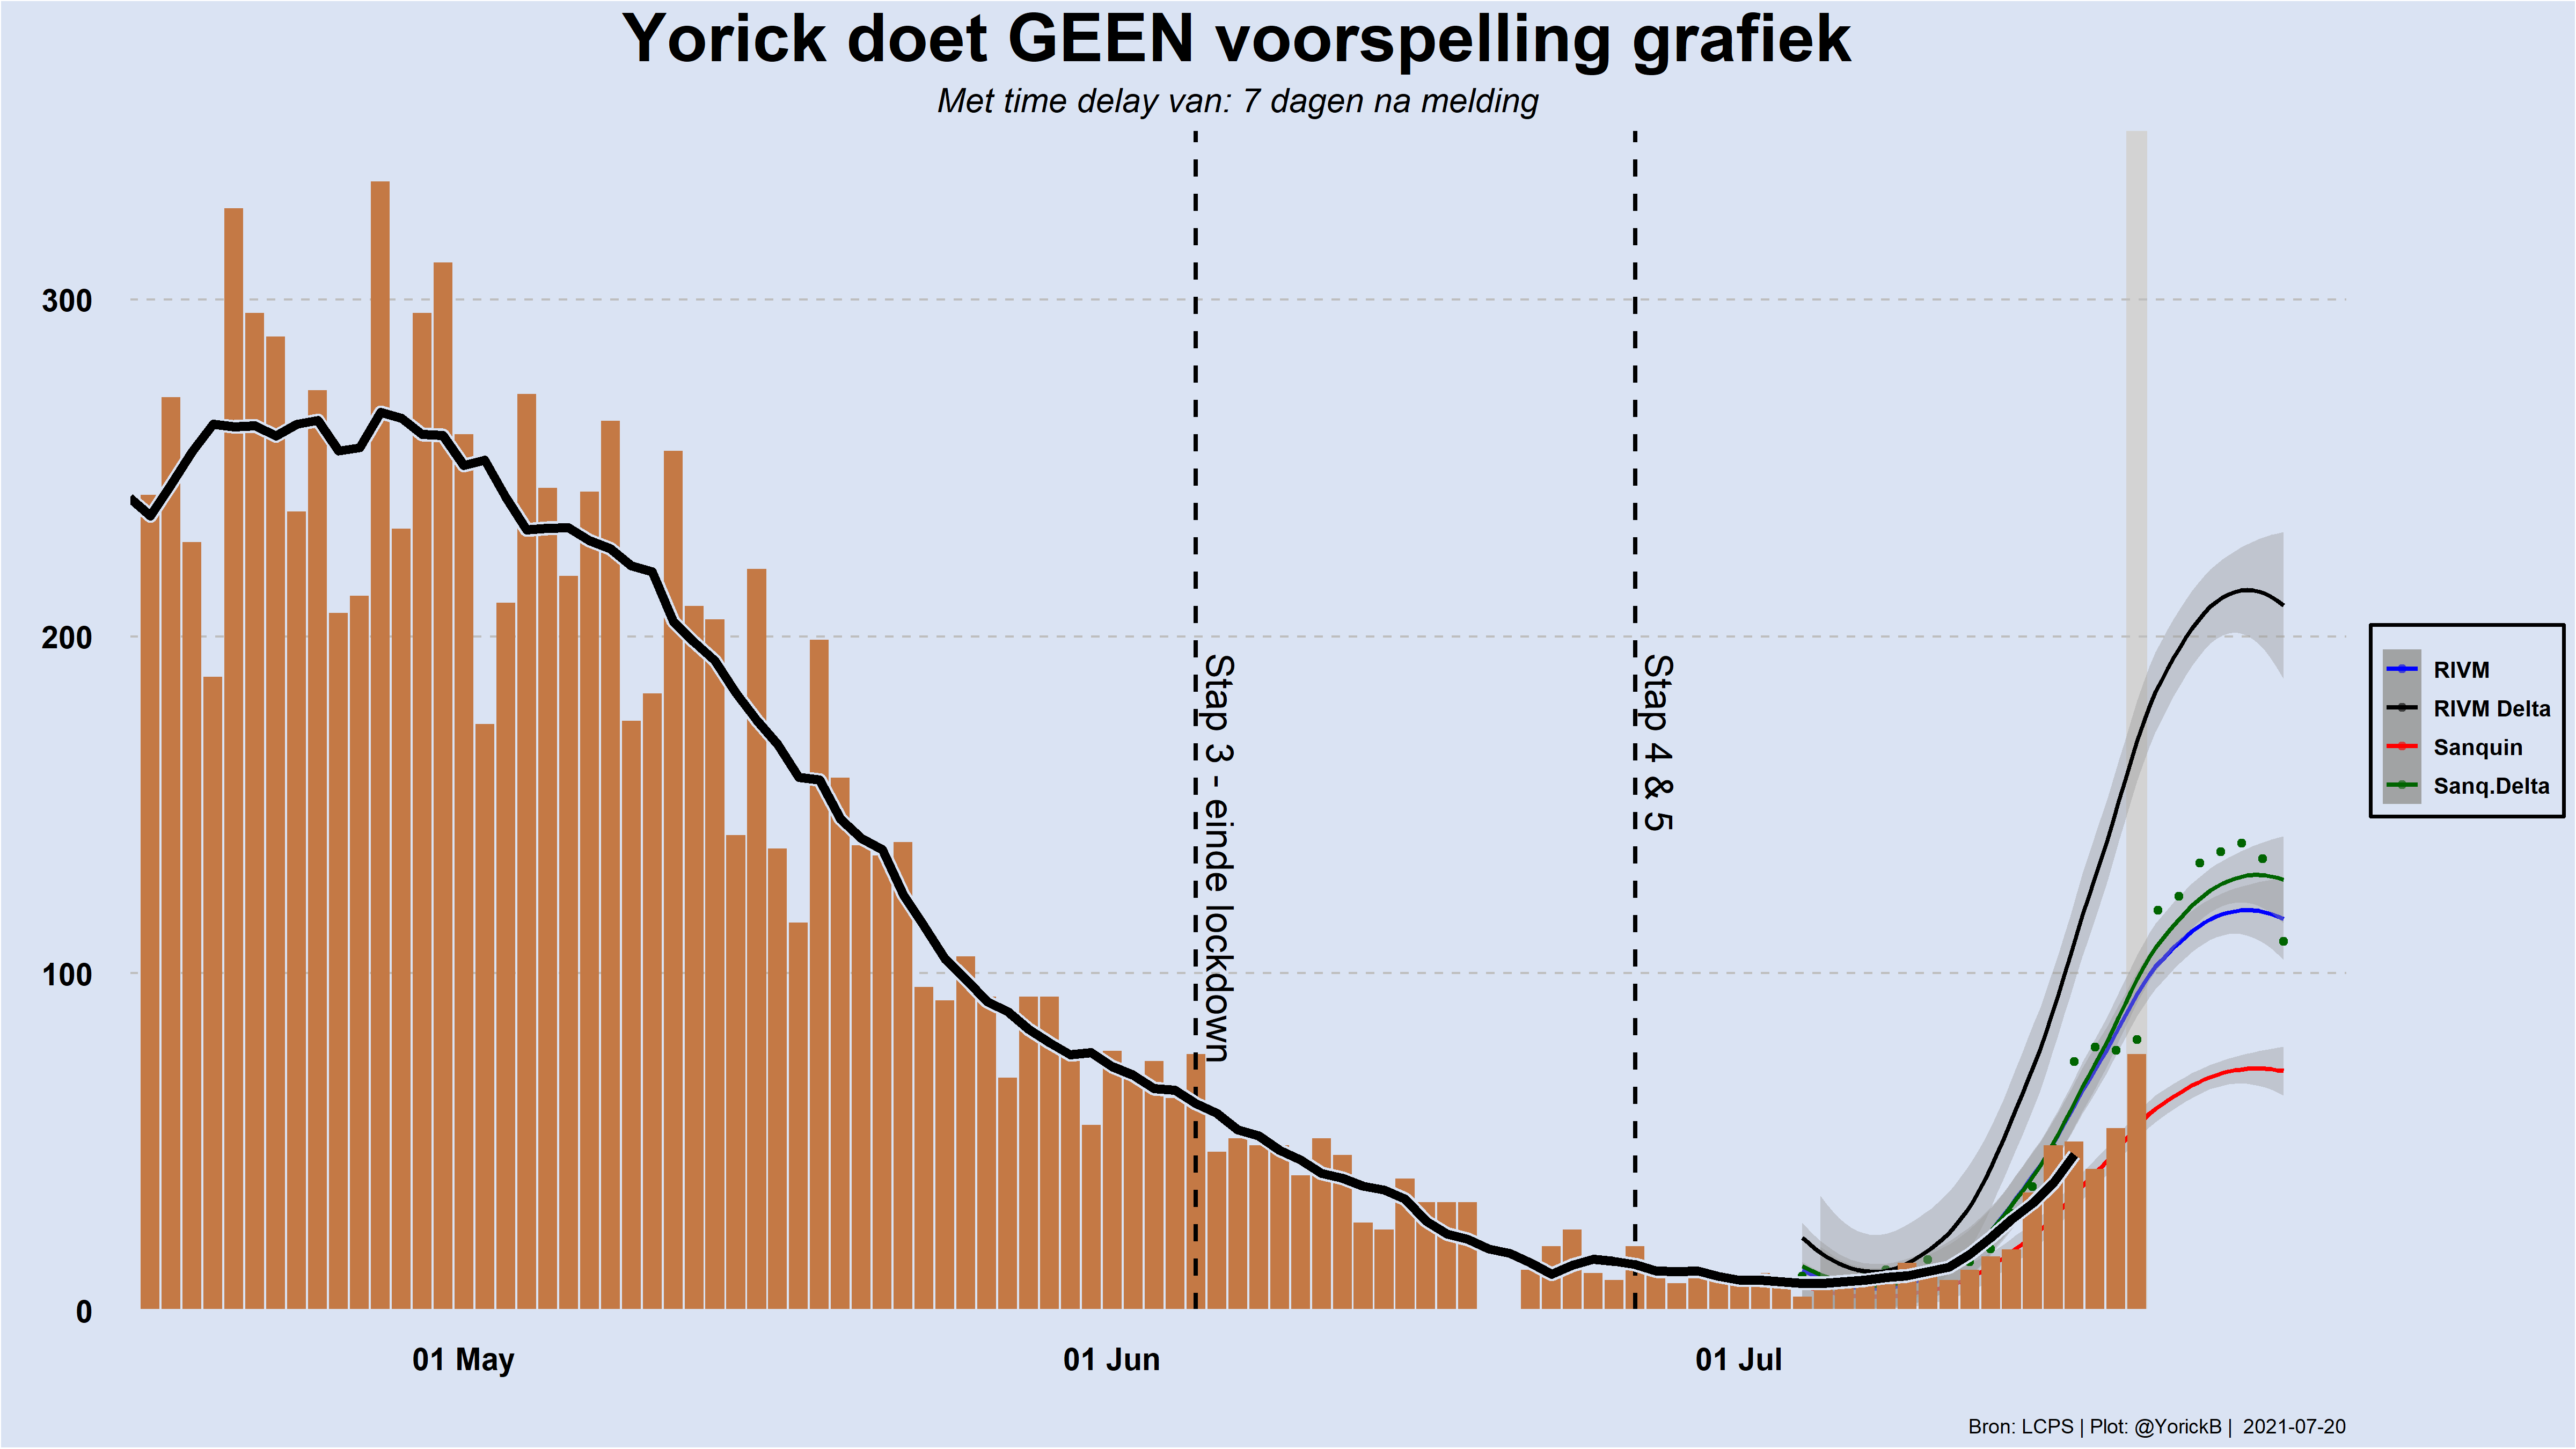 Yorick doet GEEN voorspelling grafiek
Met time delay van: 7 dagen na melding
300
200
100
0
Stap 3 - einde lockdown
Stap 4 & 5
RIVM
RIVM Delta
Sanquin
Sanq.Delta
01 May
01 Jun
01 Jul
Bron: LCPS | Plot: @YorickB | 2021-07-20